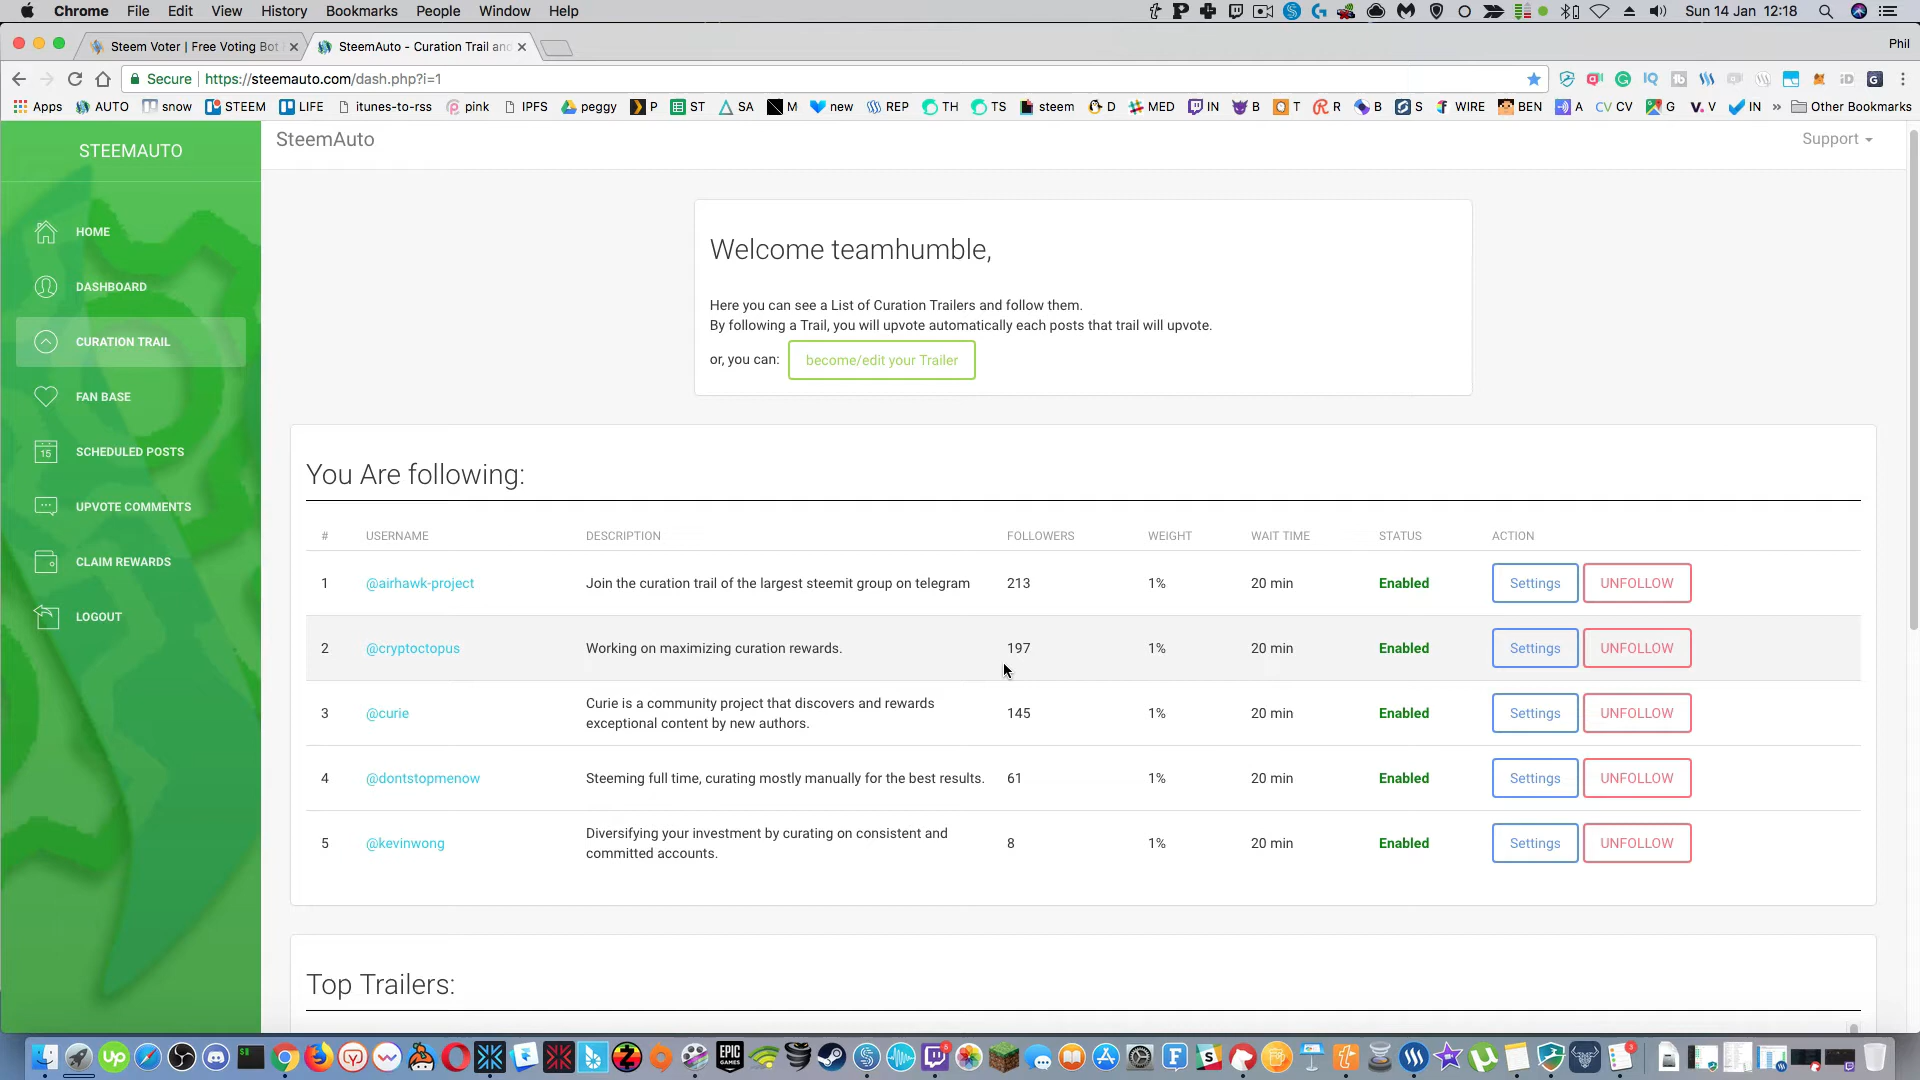 Chrome File Edit View History Bookmarks People Window Help
Sun 14 Jan 12:18
Steem Voter | Free Voting Bot
SteemAuto - Curation Trail and
Phil
Secure https://steemauto.com/dash.php?i=1
Apps AUTO snow STEEM LIFE itunes-to-rss pink IPFS peggy P ST SA M new REP TH TS steem D MED IN B T R B S WIRE BEN A CV G V IN » Other Bookmarks
STEEMAUTO
SteemAuto
Support
HOME
DASHBOARD
CURATION TRAIL
FAN BASE
15 SCHEDULED POSTS
UPVOTE COMMENTS
CLAIM REWARDS
LOGOUT
Welcome teamhumble,
Here you can see a List of Curation Trailers and follow them.
By following a Trail, you will upvote automatically each posts that trail will upvote.
or, you can: become/edit your Trailer
You Are following:
# USERNAME DESCRIPTION FOLLOWERS WEIGHT WAIT TIME STATUS ACTION
1 @airhawk-project Join the curation trail of the largest steemit group on telegram 213 1% 20 min Enabled Settings UNFOLLOW
2 @cryptoctopus Working on maximizing curation rewards. 197 1% 20 min Enabled Settings UNFOLLOW
3 @curie Curie is a community project that discovers and rewards
exceptional content by new authors. 145 1% 20 min Enabled Settings UNFOLLOW
4 @dontstopmenow Steeming full time, curating mostly manually for the best results. 61 1% 20 min Enabled Settings UNFOLLOW
5 @kevinwong Diversifying your investment by curating on consistent and
committed accounts. 8 1% 20 min Enabled Settings UNFOLLOW
Top Trailers: